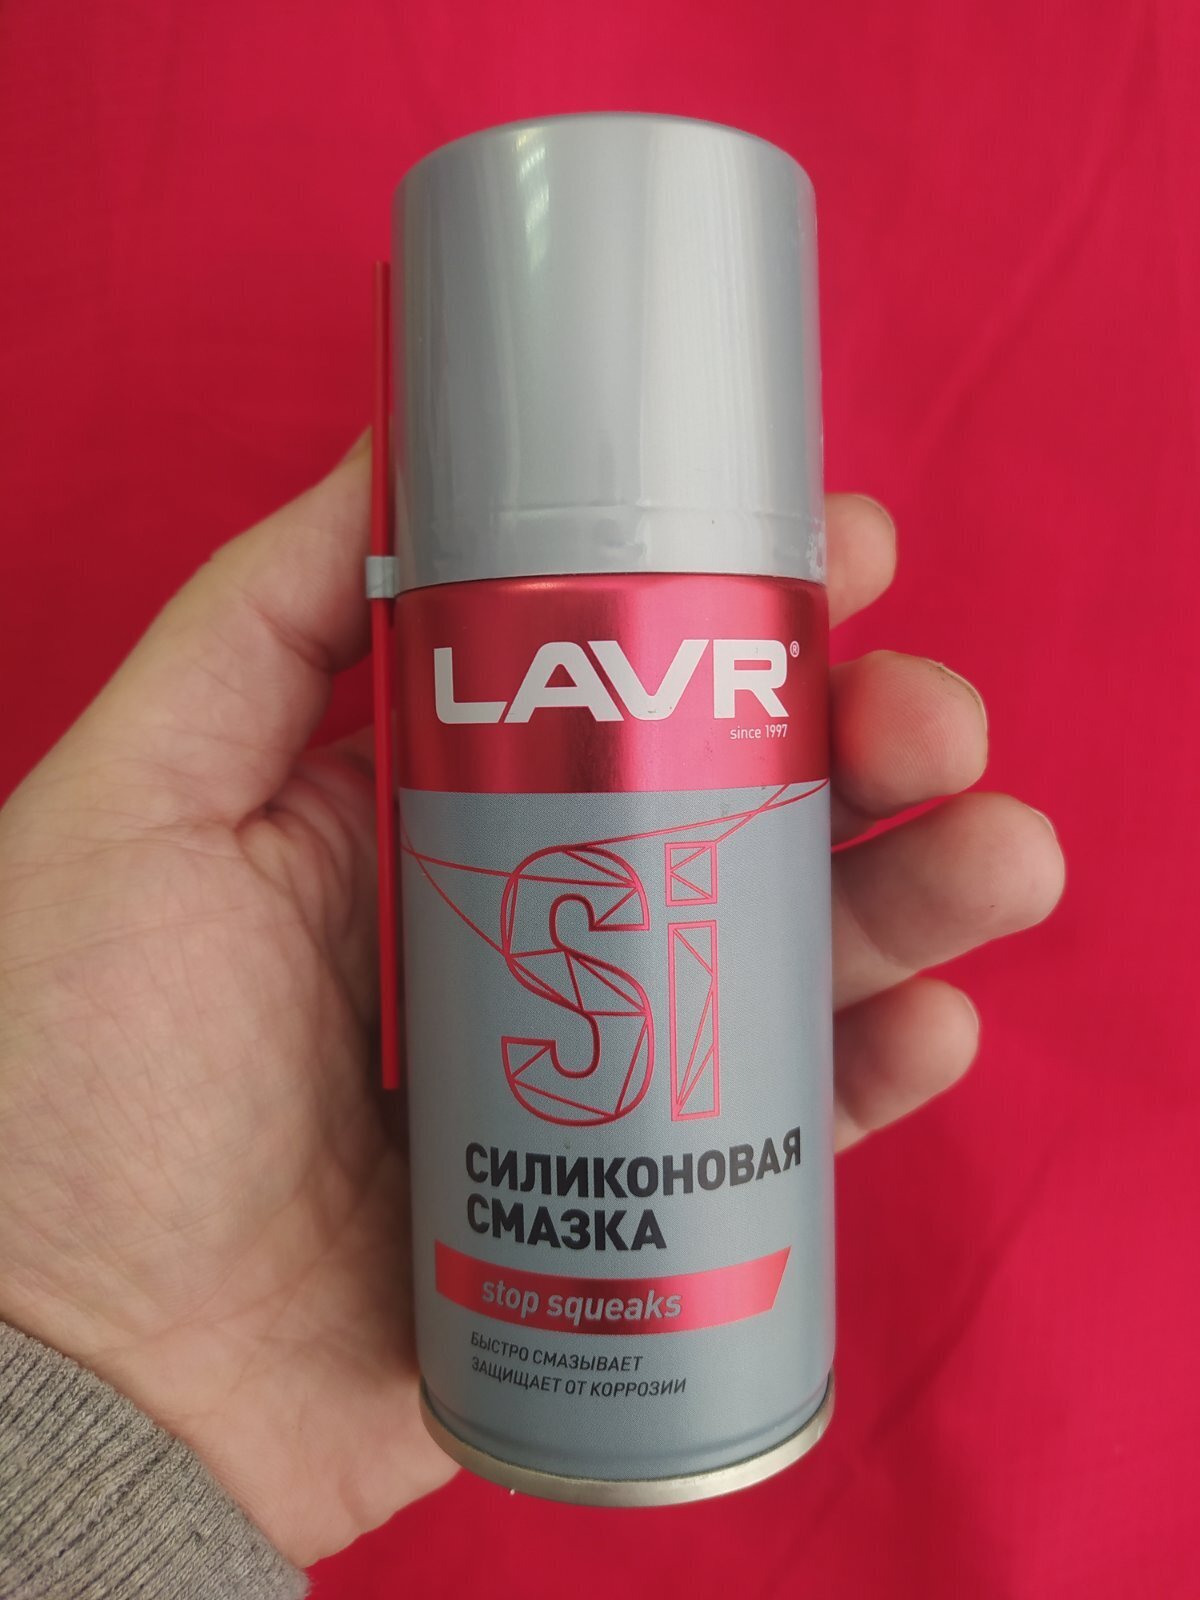 LAVR®
since 1997
Si
СИЛИКОНОВАЯ
СМАЗКА
stop squeaks
БЫСТРО СМАЗЫВАЕТ
ЗАЩИЩАЕТ ОТ КОРРОЗИИ